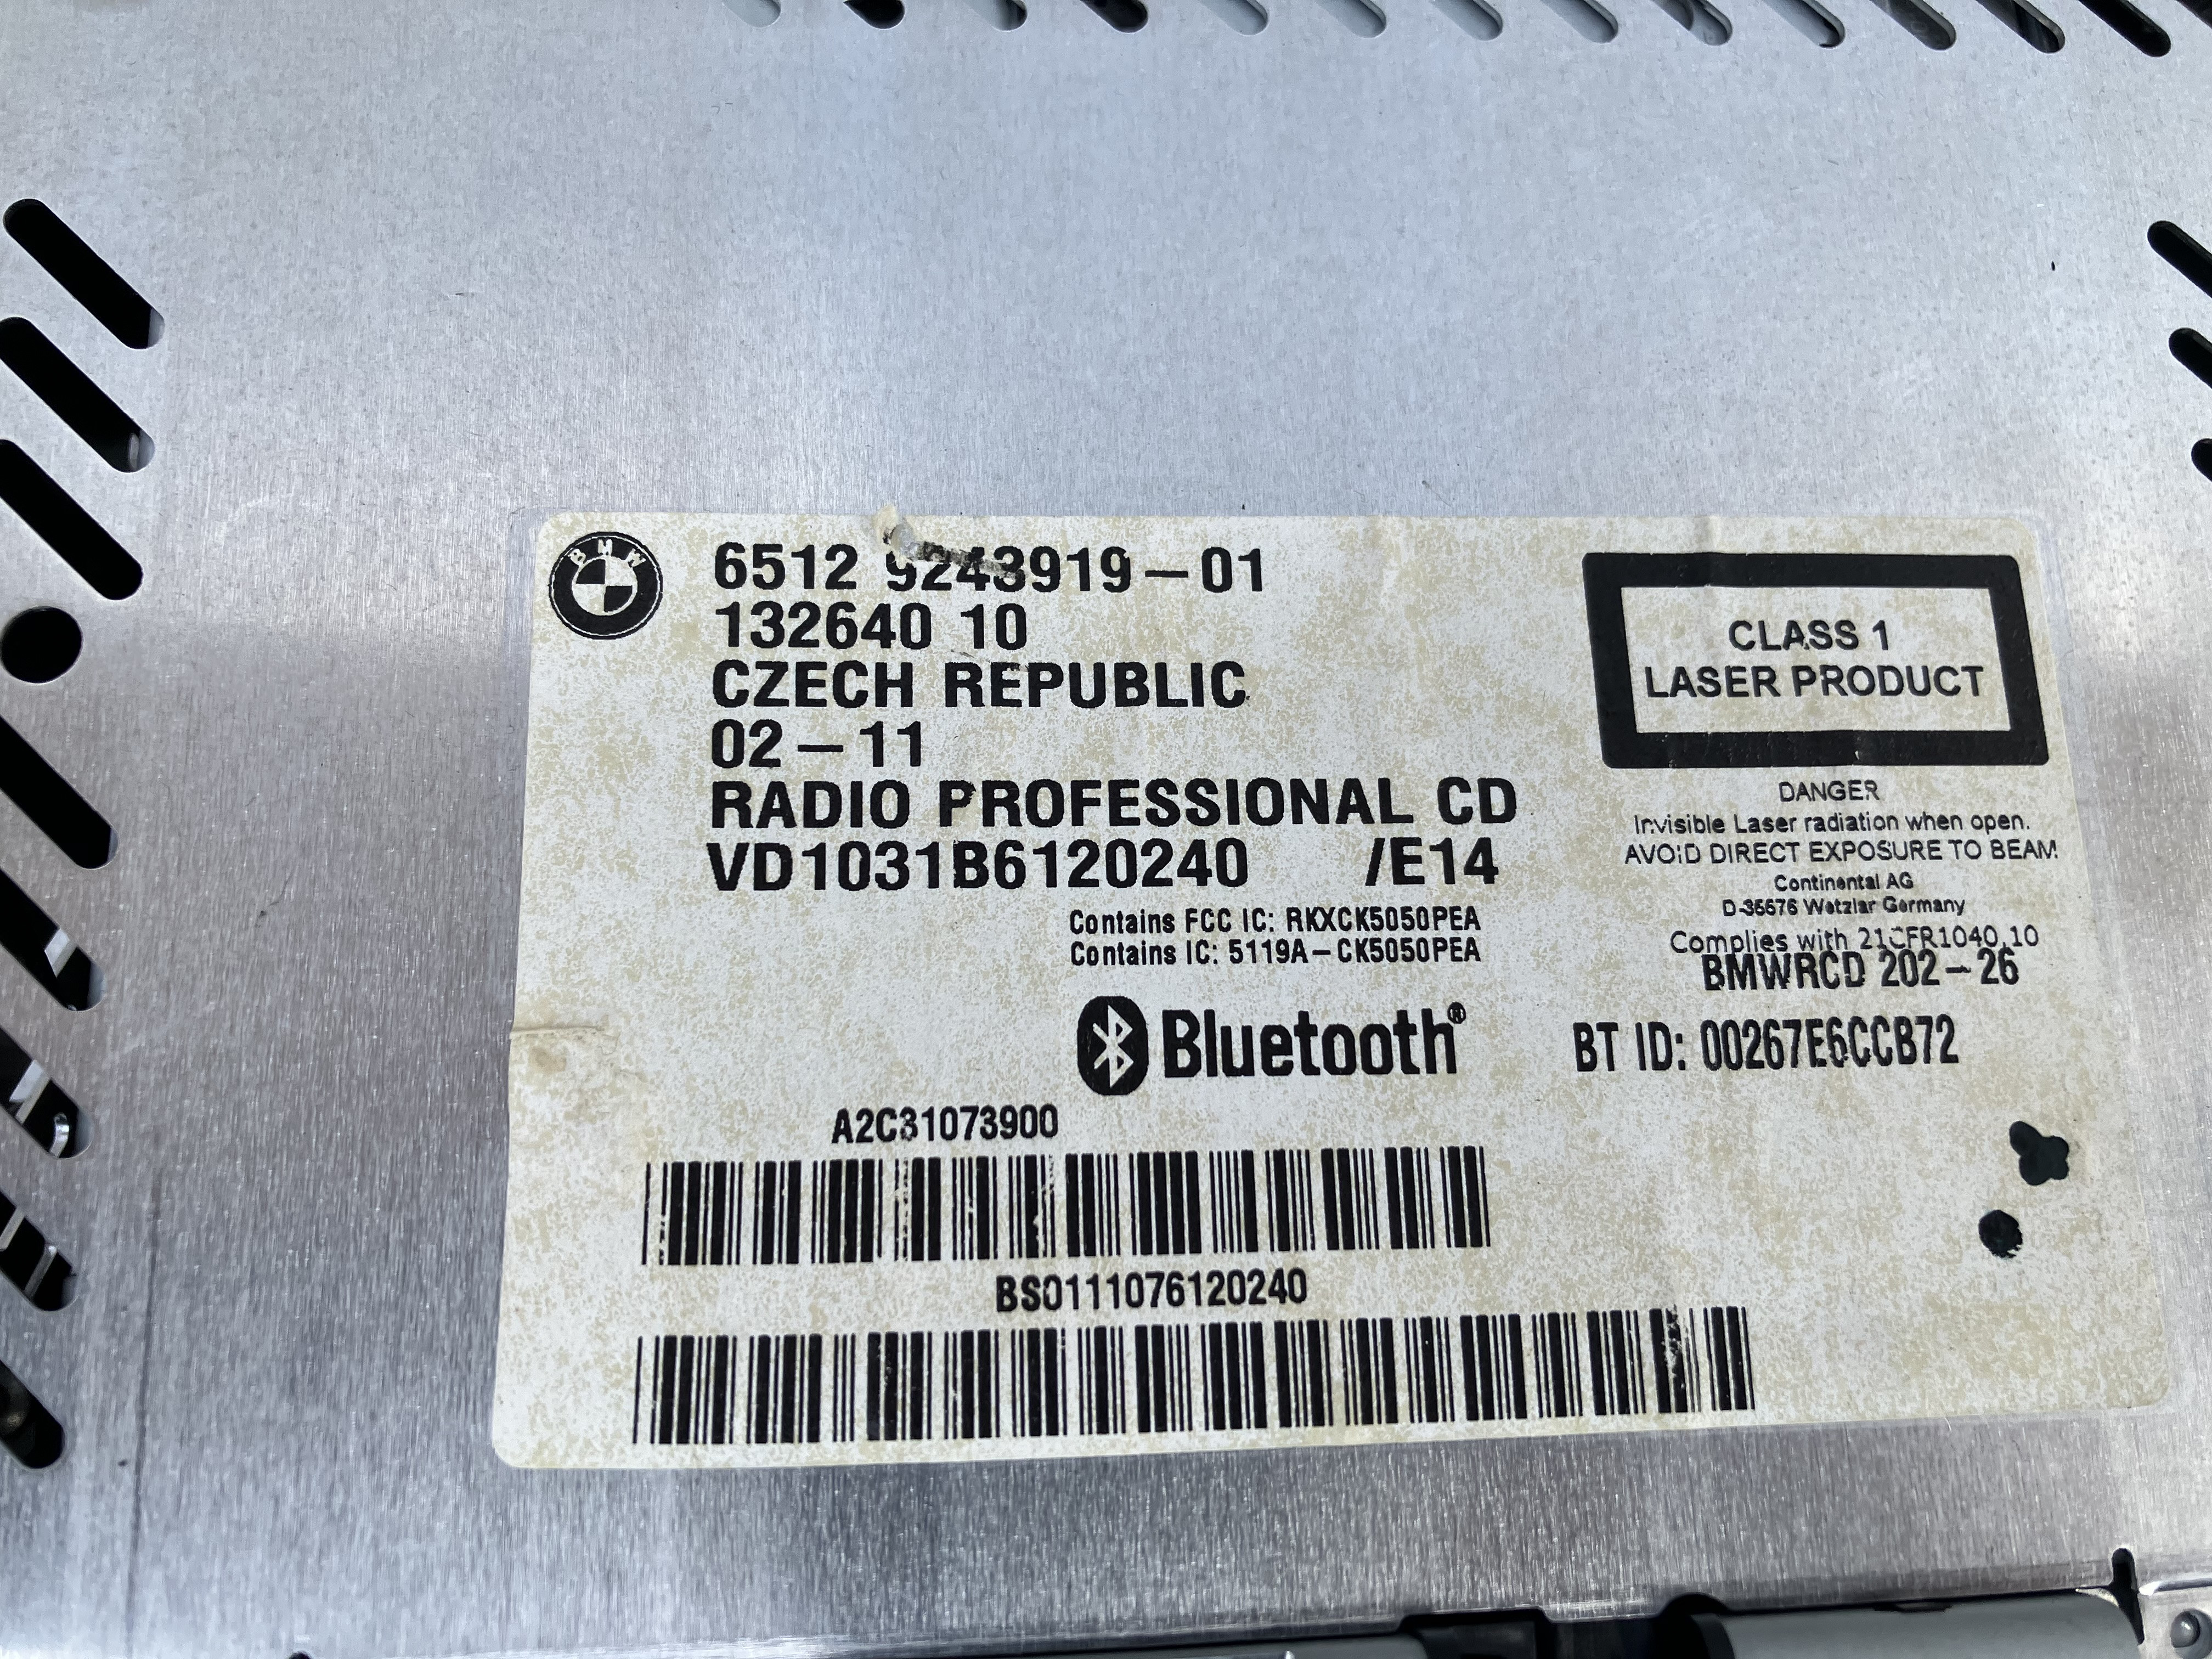 BMW
6512 9243919-01
132640 10
CZECH REPUBLIC
02-11
RADIO PROFESSIONAL CD
VD1031B6120240 /E14
Contains FCC IC: RKXCK5050PEA
Contains IC: 5119A-CK5050PEA
Bluetooth®
CLASS 1
LASER PRODUCT
DANGER
Invisible Laser radiation when open.
AVOID DIRECT EXPOSURE TO BEAM
Continental AG
D-35576 Wetzlar Germany
Complies with 21CFR1040.10
BMWRCD 202-26
BT ID: 00267E6CCB72
A2C31073900
BS0111076120240